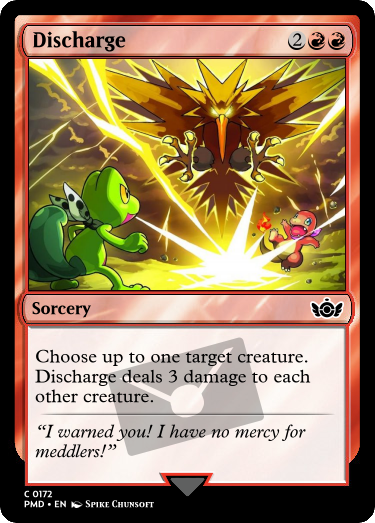 Discharge 2
Sorcery
Choose up to one target creature.
Discharge deals 3 damage to each
other creature.
“I warned you! I have no mercy for
meddlers!”
C 0172
PMD • EN Spike Chunsoft